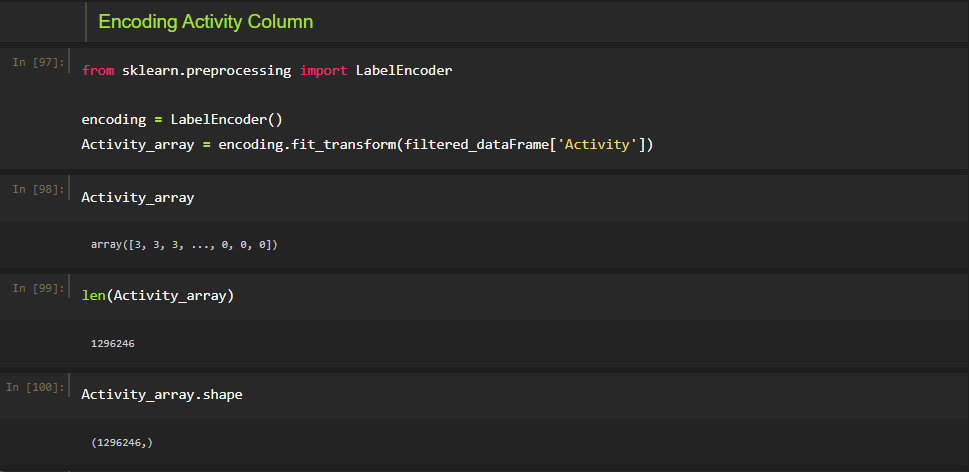 Encoding Activity Column
In [97]:
from sklearn.preprocessing import LabelEncoder
encoding = LabelEncoder()
Activity_array = encoding.fit_transform(filtered_dataFrame['Activity'])
In [98]:
Activity_array
array([3, 3, 3, ..., 0, 0, 0])
In [99]:
len(Activity_array)
1296246
In [100]:
Activity_array.shape
(1296246,)